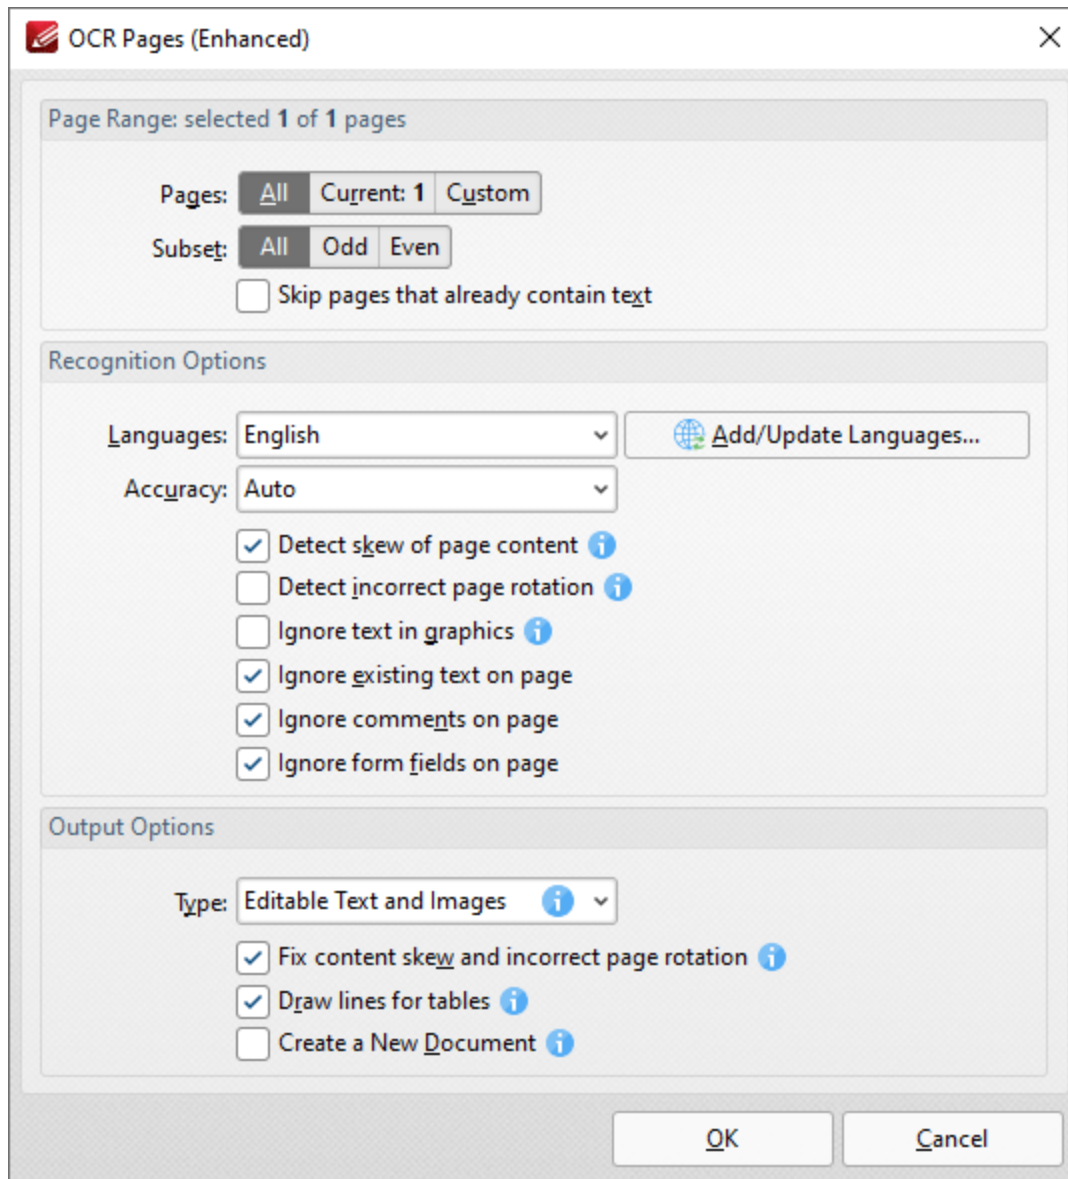 OCR Pages (Enhanced)
Page Range: selected 1 of 1 pages
Pages: All Current: 1 Custom
Subset: All Odd Even
Skip pages that already contain text
Recognition Options
Languages: English Add/Update Languages...
Accuracy: Auto
Detect skew of page content
Detect incorrect page rotation
Ignore text in graphics
Ignore existing text on page
Ignore comments on page
Ignore form fields on page
Output Options
Type: Editable Text and Images
Fix content skew and incorrect page rotation
Draw lines for tables
Create a New Document
OK Cancel